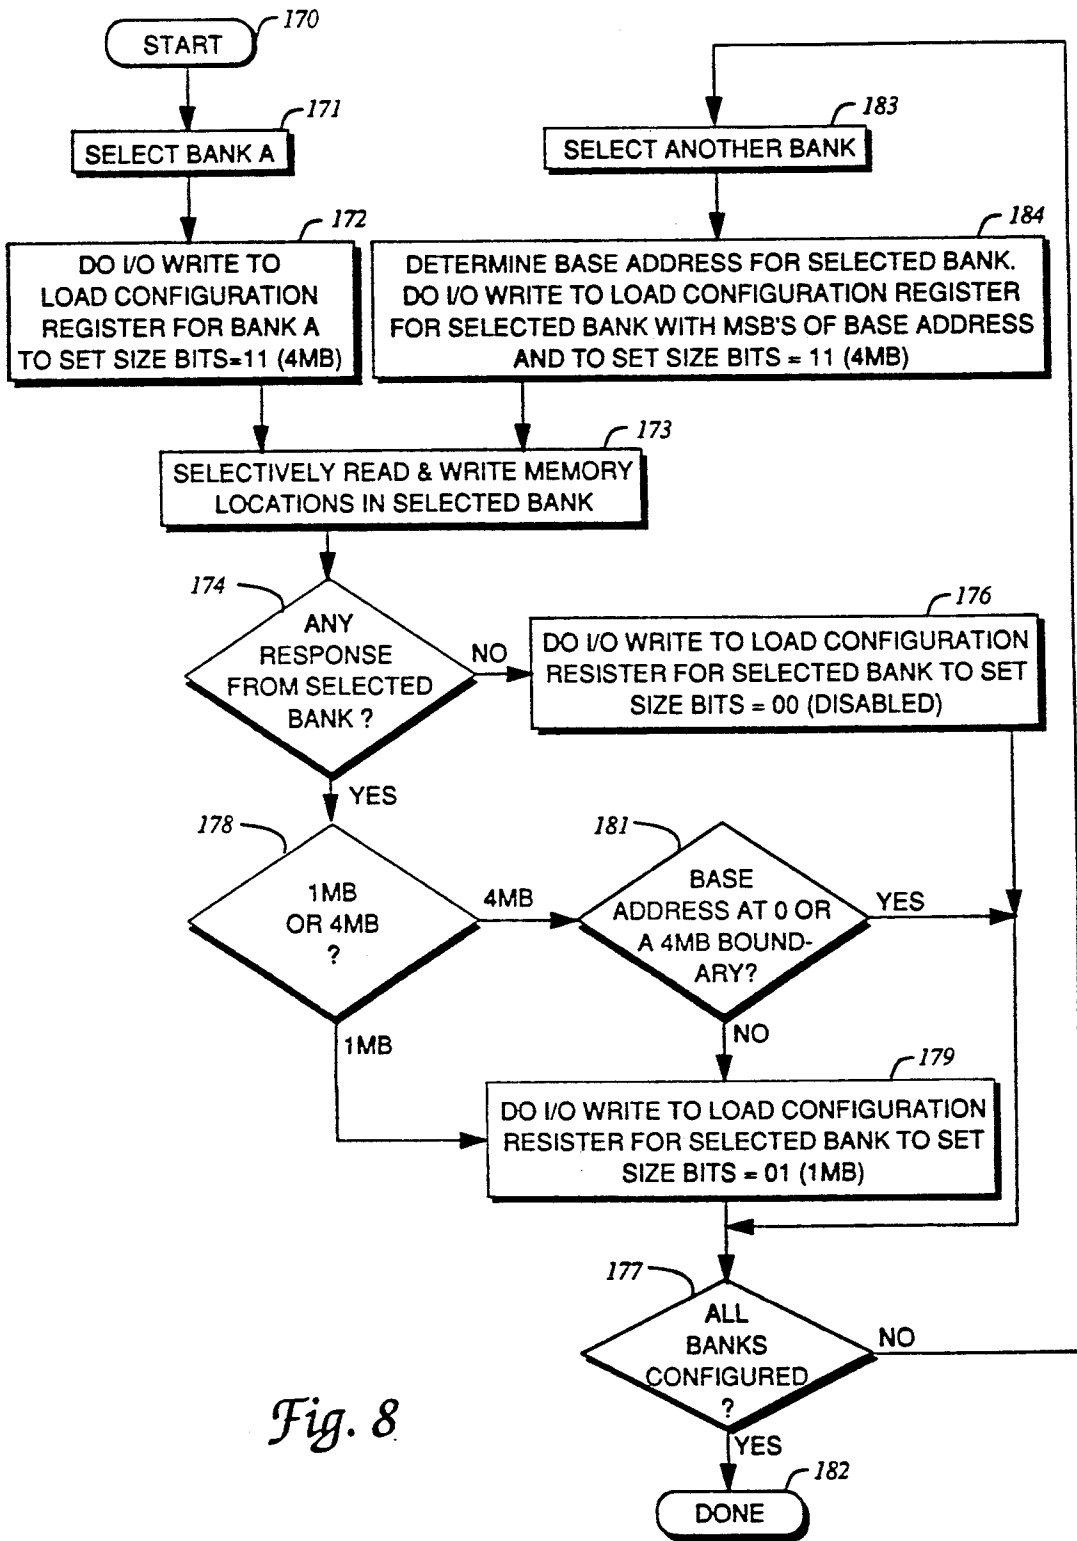 170
START
171
SELECT BANK A
183
SELECT ANOTHER BANK
172
DO I/O WRITE TO
LOAD CONFIGURATION
REGISTER FOR BANK A
TO SET SIZE BITS=11 (4MB)
184
DETERMINE BASE ADDRESS FOR SELECTED BANK.
DO I/O WRITE TO LOAD CONFIGURATION REGISTER
FOR SELECTED BANK WITH MSB'S OF BASE ADDRESS
AND TO SET SIZE BITS = 11 (4MB)
173
SELECTIVELY READ & WRITE MEMORY
LOCATIONS IN SELECTED BANK
174
ANY
RESPONSE
FROM SELECTED
BANK ?
NO
YES
176
DO I/O WRITE TO LOAD CONFIGURATION
RESISTER FOR SELECTED BANK TO SET
SIZE BITS = 00 (DISABLED)
178
1MB
OR 4MB
?
4MB
1MB
181
BASE
ADDRESS AT 0 OR
A 4MB BOUND-
ARY?
YES
NO
179
DO I/O WRITE TO LOAD CONFIGURATION
RESISTER FOR SELECTED BANK TO SET
SIZE BITS = 01 (1MB)
177
ALL
BANKS
CONFIGURED
?
NO
YES
182
DONE
Fig. 8